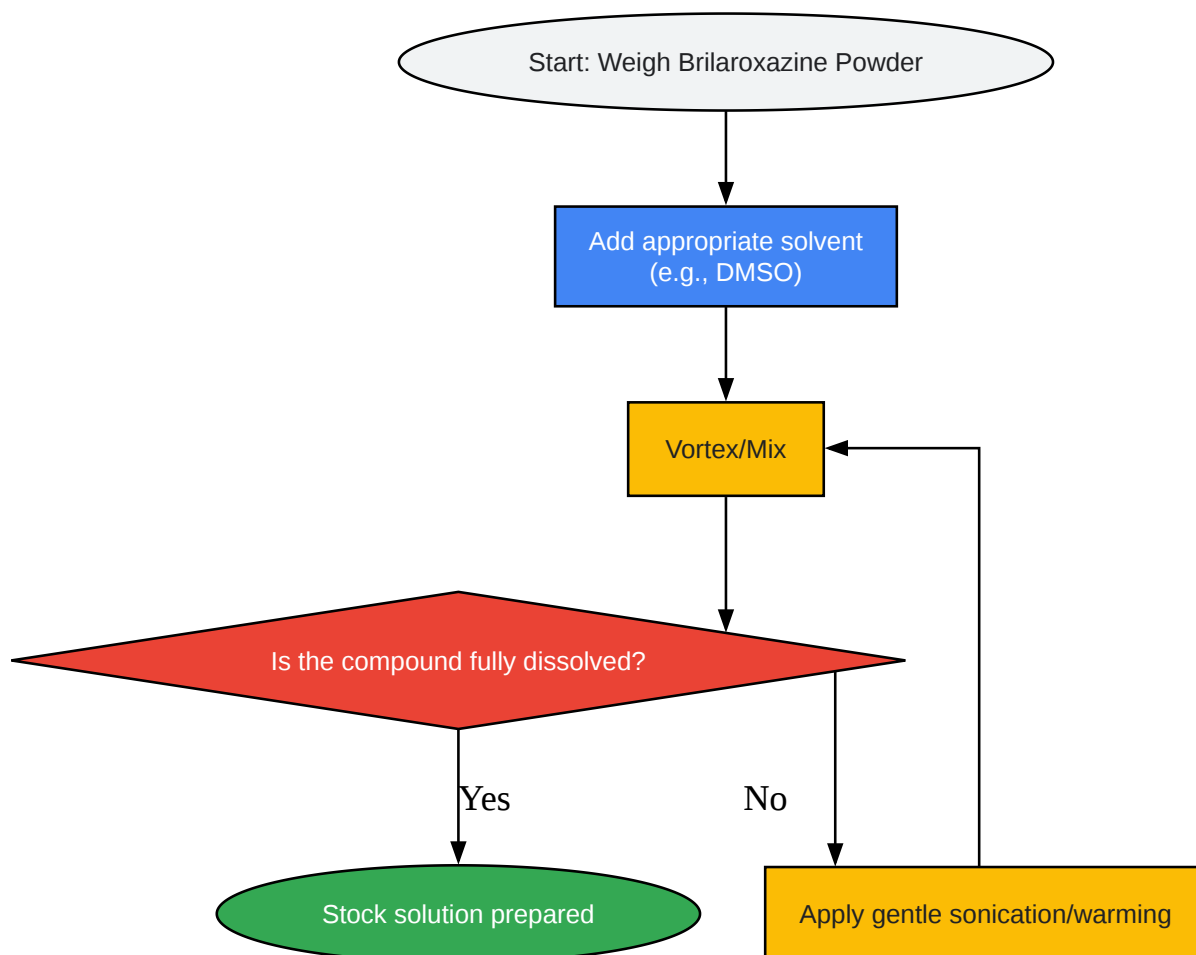 Start: Weigh Brilaroxazine Powder
Add appropriate solvent
(e.g., DMSO)
Vortex/Mix
Is the compound fully dissolved?
Yes
No
Stock solution prepared
Apply gentle sonication/warming